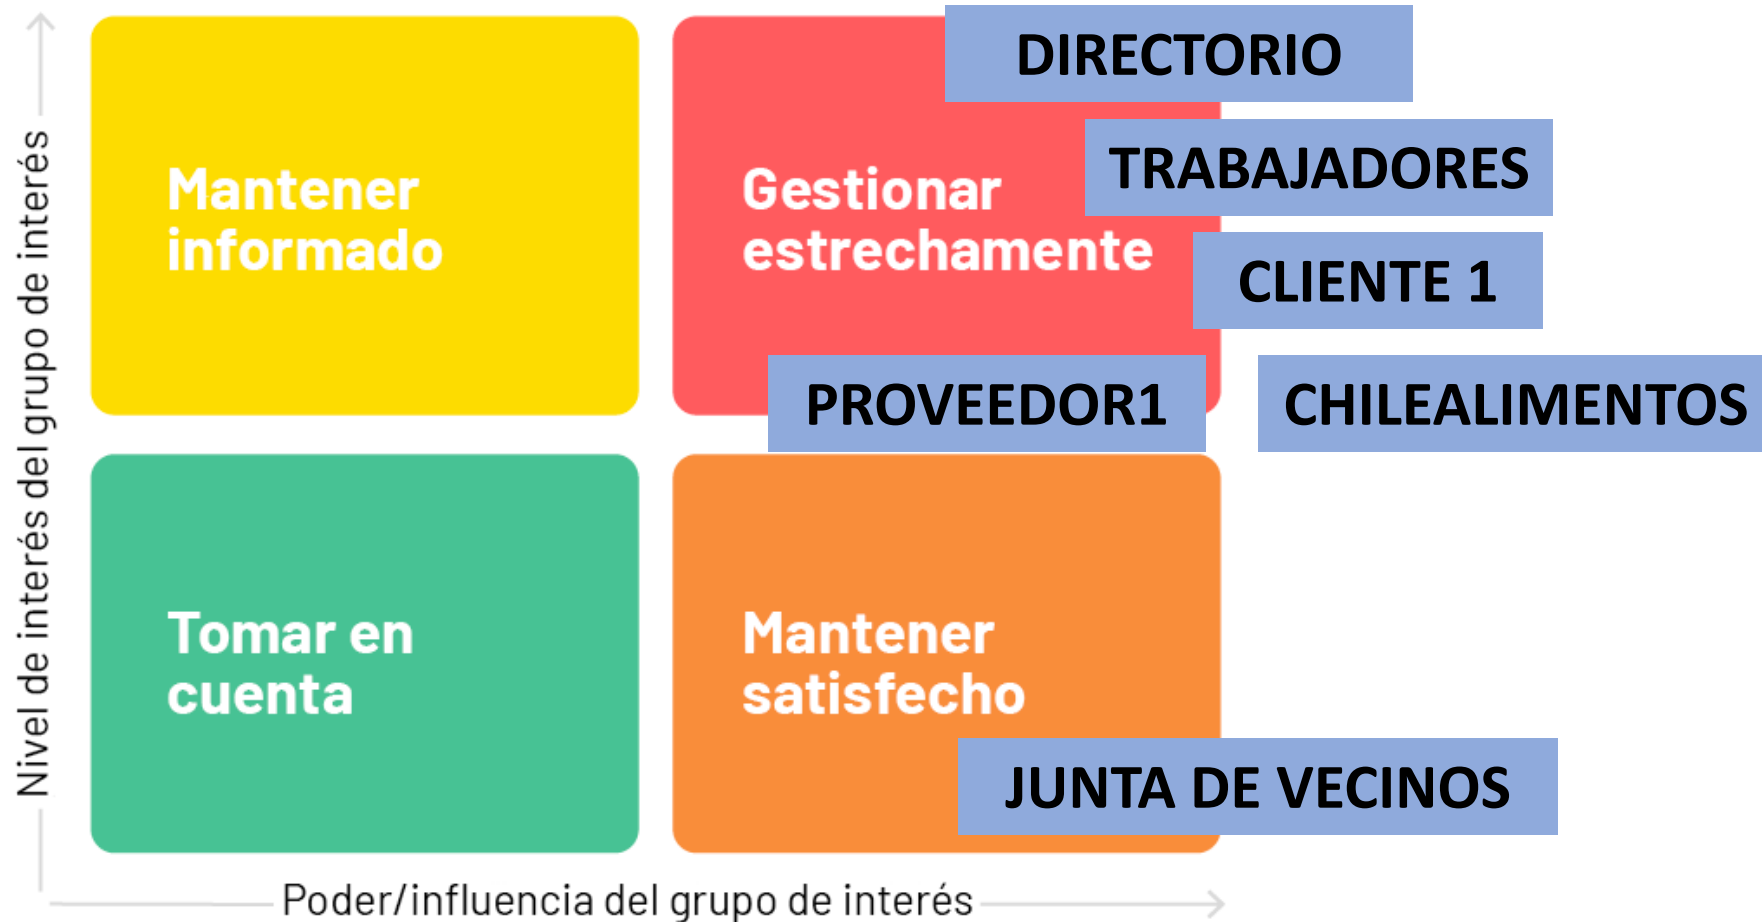 Nivel de interés del grupo de interés
Mantener
informado
Gestionar
estrechamente
DIRECTORIO
TRABAJADORES
CLIENTE 1
PROVEEDOR1
CHILEALIMENTOS
Tomar en
cuenta
Mantener
satisfecho
JUNTA DE VECINOS
Poder/influencia del grupo de interés